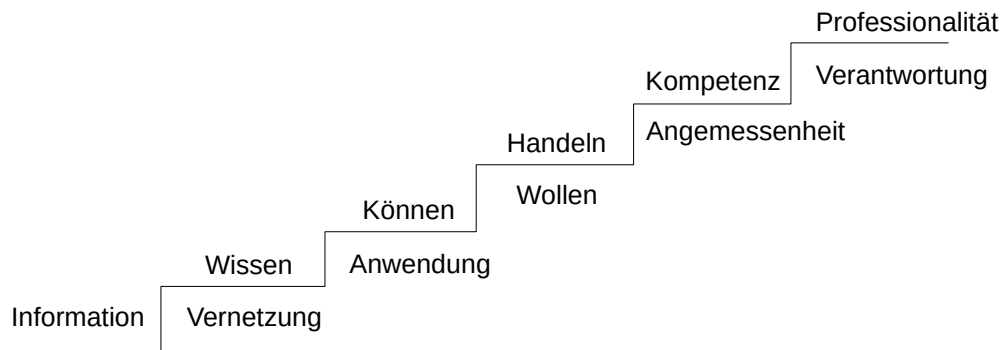 Professionalität
Kompetenz
Verantwortung
Handeln
Angemessenheit
Können
Wollen
Wissen
Anwendung
Information
Vernetzung